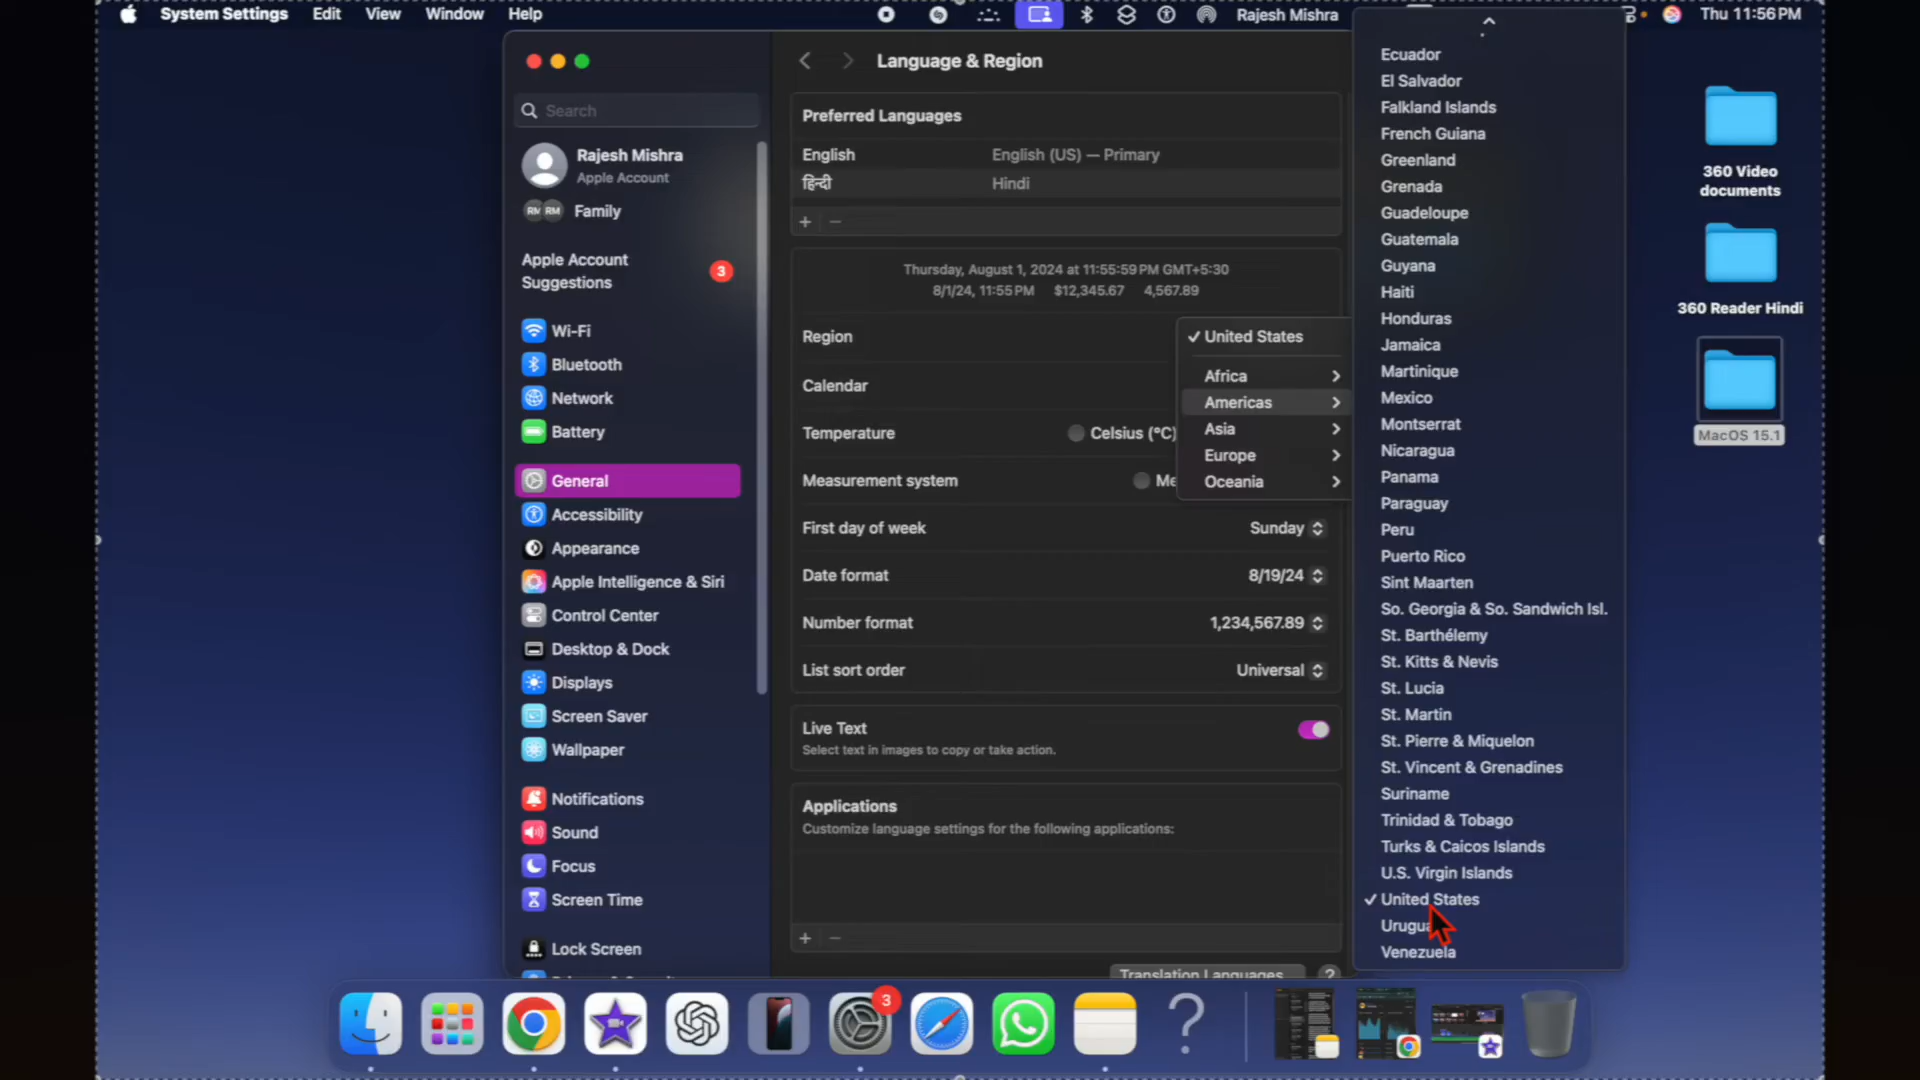 System Settings Edit View Window Help
Rajesh Mishra
Thu 11:56 PM
Search
Rajesh Mishra
Apple Account
RM RM Family
Apple Account
Suggestions
3
Wi-Fi
Bluetooth
Network
Battery
General
Accessibility
Appearance
Apple Intelligence & Siri
Control Center
Desktop & Dock
Displays
Screen Saver
Wallpaper
Notifications
Sound
Focus
Screen Time
Lock Screen
Language & Region
Preferred Languages
English English (US) — Primary
हिन्दी Hindi
+ −
Thursday, August 1, 2024 at 11:55:59 PM GMT+5:30
8/1/24, 11:55 PM $12,345.67 4,567.89
Region
Calendar
Temperature Celsius (°C)
Measurement system
First day of week Sunday
Date format 8/19/24
Number format 1,234,567.89
List sort order Universal
Live Text
Select text in images to copy or take action.
Applications
Customize language settings for the following applications:
+ −
Translation Languages... ?
✓ United States
Africa
Americas
Asia
Europe
Oceania
Ecuador
El Salvador
Falkland Islands
French Guiana
Greenland
Grenada
Guadeloupe
Guatemala
Guyana
Haiti
Honduras
Jamaica
Martinique
Mexico
Montserrat
Nicaragua
Panama
Paraguay
Peru
Puerto Rico
Sint Maarten
So. Georgia & So. Sandwich Isl.
St. Barthélemy
St. Kitts & Nevis
St. Lucia
St. Martin
St. Pierre & Miquelon
St. Vincent & Grenadines
Suriname
Trinidad & Tobago
Turks & Caicos Islands
U.S. Virgin Islands
✓ United States
Venezuela
360 Video
documents
360 Reader Hindi
MacOS 15.1
3